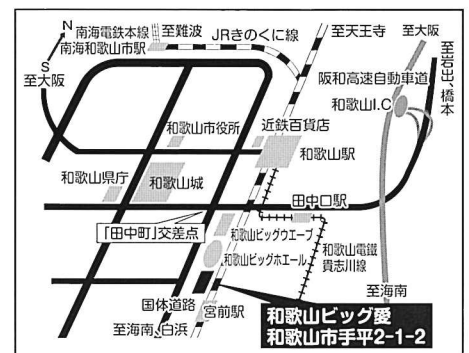 南海電鉄本線
至難波
JRきのくに線
至天王寺
至大阪
至岩出、橋本
N
南海和歌山市駅
S
至大阪
阪和高速自動車道
和歌山I.C
近鉄百貨店
和歌山市役所
和歌山駅
和歌山県庁
和歌山城
田中口駅
「田中町」交差点
和歌山ビッグウエーブ
和歌山ビッグホエール
和歌山電鐵
貴志川線
国体道路
宮前駅
至海南
至海南、白浜
和歌山ビッグ愛
和歌山市手平2-1-2